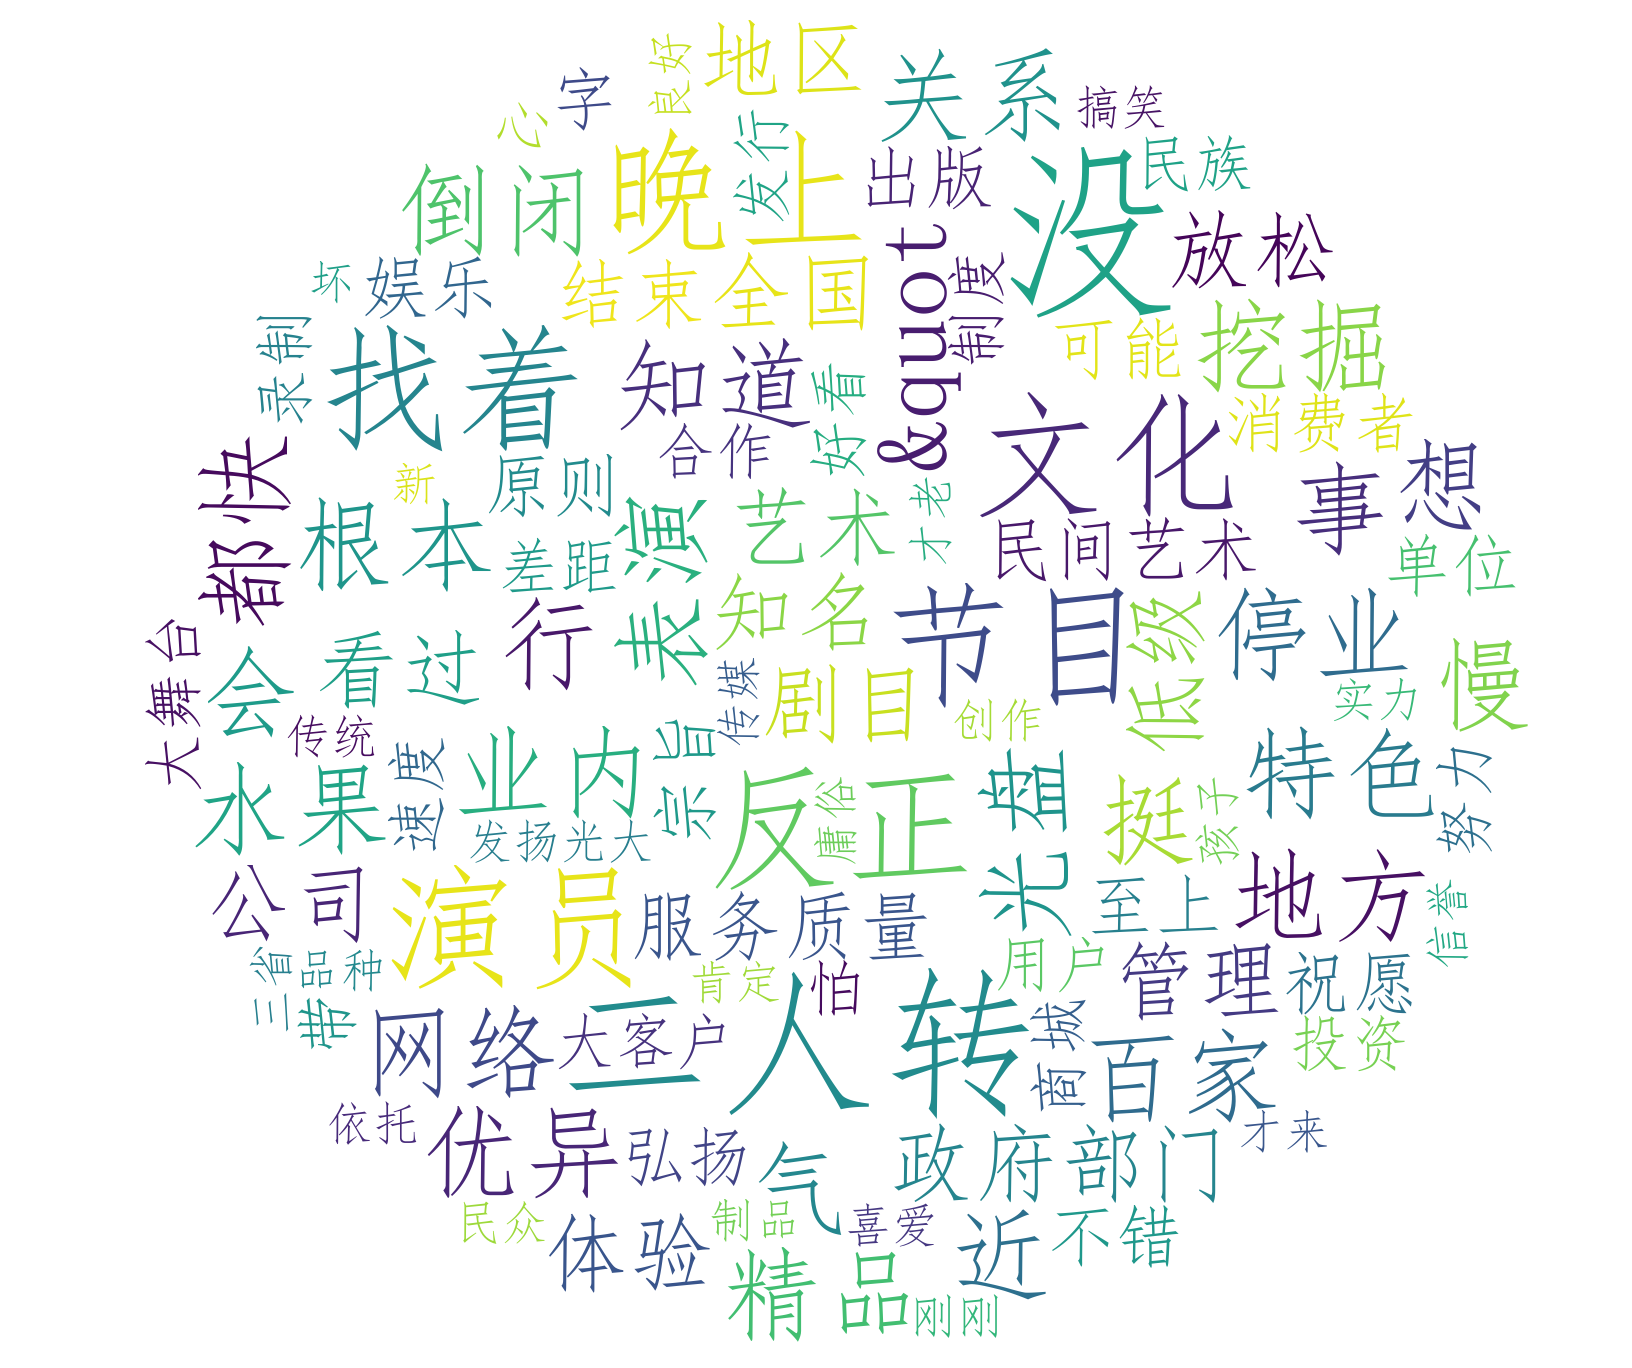 地区
良好
关系
字
心
搞笑
发行
晚上
没
民族
倒闭
出版
放松
&quot
坏
娱乐
结束
全国
制度
挖掘
录制
找着
知道
可能
好看
文化
消费者
合作
都快
新
原则
事
想
根本
表演
艺术
才老
民间艺术
差距
单位
行
知名
节目
低级
停业
大舞台
会
看过
慢
传媒
剧目
创作
实力
传统
速度
业内
宗旨
特色
努力
水果
反正
庸俗
光盘
挺
孩子
发扬光大
公司
演员
服务质量
至上
地方
信誉
三省
品种
肯定
怕
用户
管理
祝愿
带
网络
大客户
二人转
商城
百家
投资
依托
优异
弘扬
气
政府部门
才来
民众
体验
制品
喜爱
近
不错
精品
刚刚